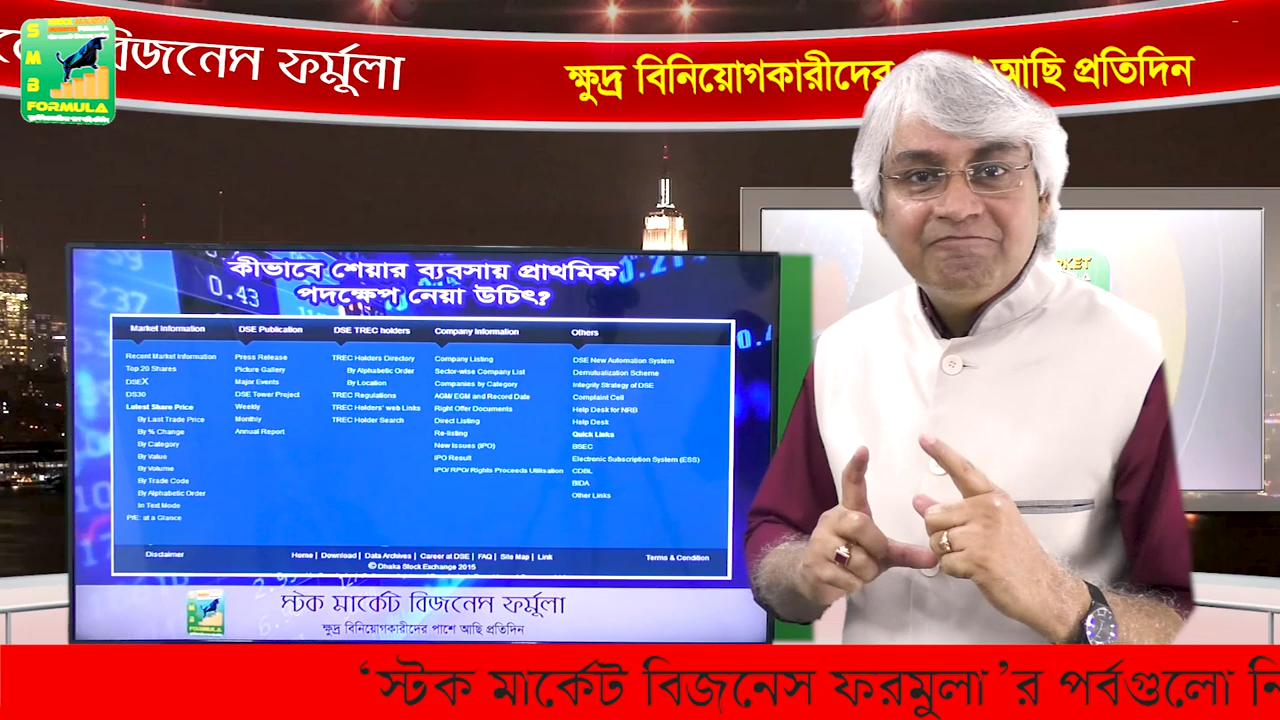 S M B
FORMULA
বিজনেস ফর্মুলা
ক্ষুদ্র বিনিয়োগকারীদের আছি প্রতিদিন
কীভাবে শেয়ার ব্যবসায় প্রাথমিক
পদক্ষেপ নেয়া উচিৎ?
Market Information
Recent Market Information
Top 20 Shares
DSEX
DS30
Latest Share Price
By Last Trade Price
By % Change
By Category
By Value
By Volume
By Trade Code
By Alphabetic Order
In Text Mode
P/E: at a Glance
DSE Publication
Press Release
Picture Gallery
Major Events
DSE Tower Project
Weekly
Monthly
Annual Report
DSE TREC holders
TREC Holders Directory
By Alphabetic Order
By Location
TREC Regulations
TREC Holders' web Links
TREC Holder Search
Company Information
Company Listing
Sector-wise Company List
Companies by Category
AGM/ EGM and Record Date
Right Offer Documents
Direct Listing
Re-listing
New Issues (IPO)
IPO Result
IPO/ RPO/ Rights Proceeds Utilisation
Others
DSE New Automation System
Demutualization Scheme
Integrity Strategy of DSE
Complaint Cell
Help Desk for NRB
Help Desk
Quick Links
BSEC
Electronic Subscription System (ESS)
CDBL
BIDA
Other Links
Disclaimer
Home | Download | Data Archives | Career at DSE | FAQ | Site Map | Link
Terms & Condition
© Dhaka Stock Exchange 2015
0.43
স্টক মার্কেট বিজনেস ফর্মুলা
ক্ষুদ্র বিনিয়োগকারীদের পাশে আছি প্রতিদিন
‘স্টক মার্কেট বিজনেস ফরমুলা’র পর্বগুলো